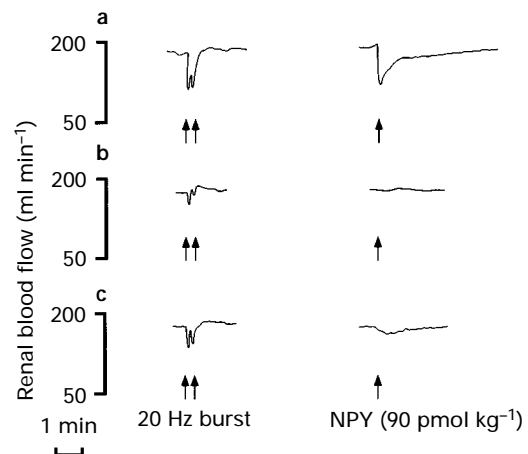 a
200
50
b
200
50
c
200
50
Renal blood flow (ml min⁻¹)
1 min
20 Hz burst
NPY (90 pmol kg⁻¹)